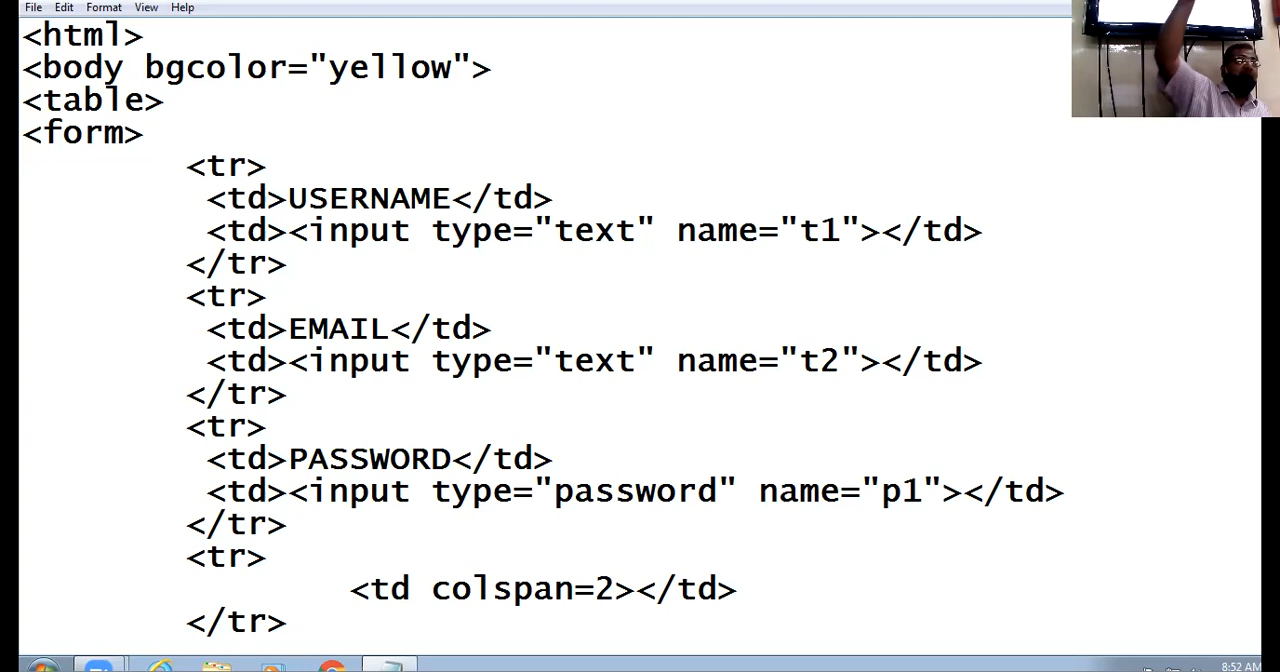 File Edit Format View Help
<html>
<body bgcolor="yellow">
<table>
<form>
<tr>
<td>USERNAME</td>
<td><input type="text" name="t1"></td>
</tr>
<tr>
<td>EMAIL</td>
<td><input type="text" name="t2"></td>
</tr>
<tr>
<td>PASSWORD</td>
<td><input type="password" name="p1"></td>
</tr>
<tr>
<td colspan=2></td>
</tr>
8:52 AM